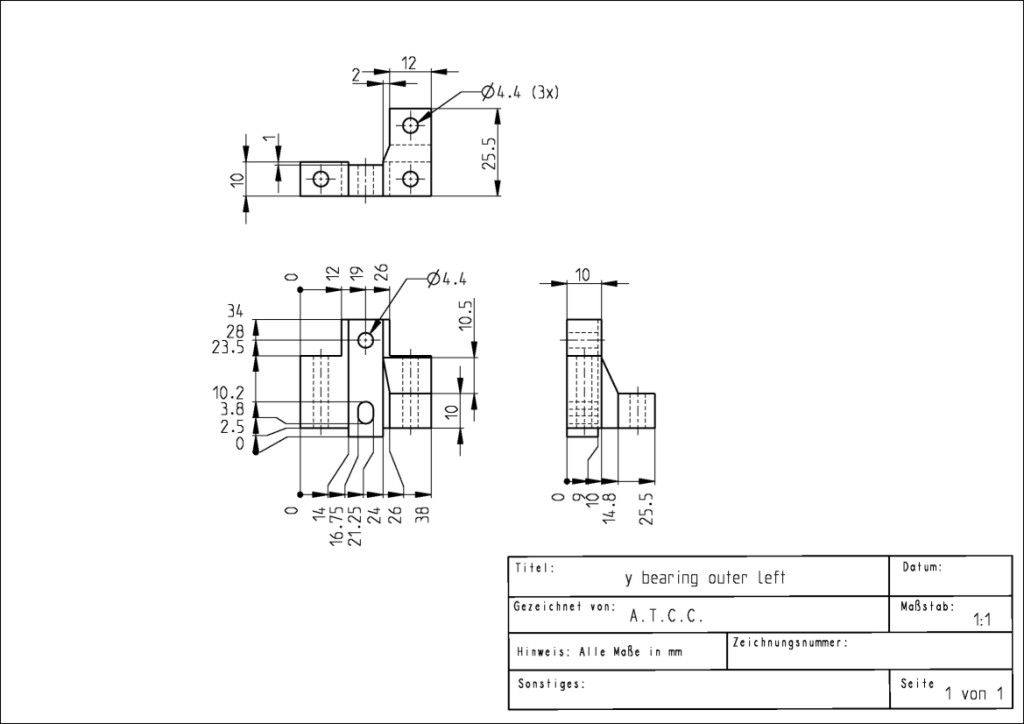 12
2
Ø4.4 (3x)
1
10
25.5
0
12
19
26
Ø4.4
10
34
28
23.5
10.5
10.2
3.8
2.5
0
10
0
14
16.75
21.25
24
26
38
0
9
10
14.8
25.5
Titel:
y bearing outer left
Datum:
Gezeichnet von:
A.T.C.C.
Maßstab:
1:1
Hinweis: Alle Maße in mm
Zeichnungsnummer:
Sonstiges:
Seite
1 von 1